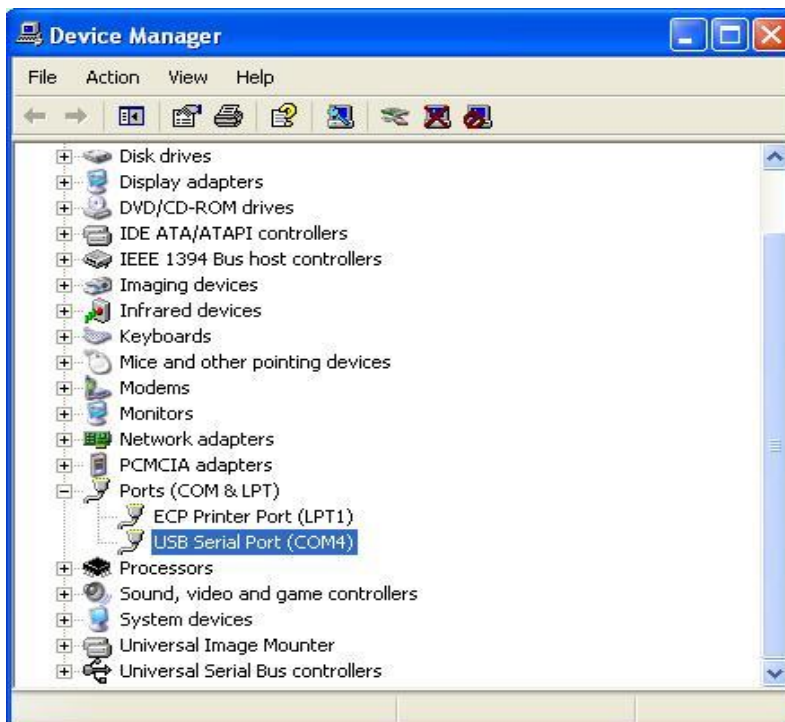 Device Manager
File Action View Help
Disk drives
Display adapters
DVD/CD-ROM drives
IDE ATA/ATAPI controllers
IEEE 1394 Bus host controllers
Imaging devices
Infrared devices
Keyboards
Mice and other pointing devices
Modems
Monitors
Network adapters
PCMCIA adapters
Ports (COM & LPT)
ECP Printer Port (LPT1)
USB Serial Port (COM4)
Processors
Sound, video and game controllers
System devices
Universal Image Mounter
Universal Serial Bus controllers